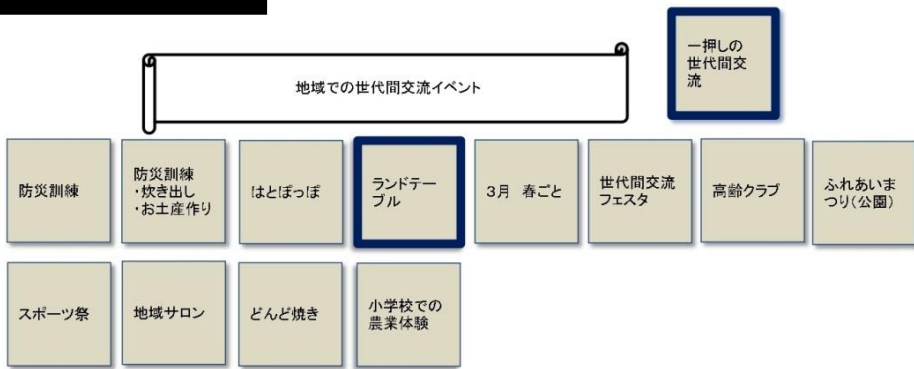 一押しの
世代間交
流
地域での世代間交流イベント
防災訓練
防災訓練
・炊き出し
・お土産作り
はとぽっぽ
ランドテー
ブル
３月　春ごと
世代間交流
フェスタ
高齢クラブ
ふれあいま
つり(公園)
スポーツ祭
地域サロン
どんど焼き
小学校での
農業体験